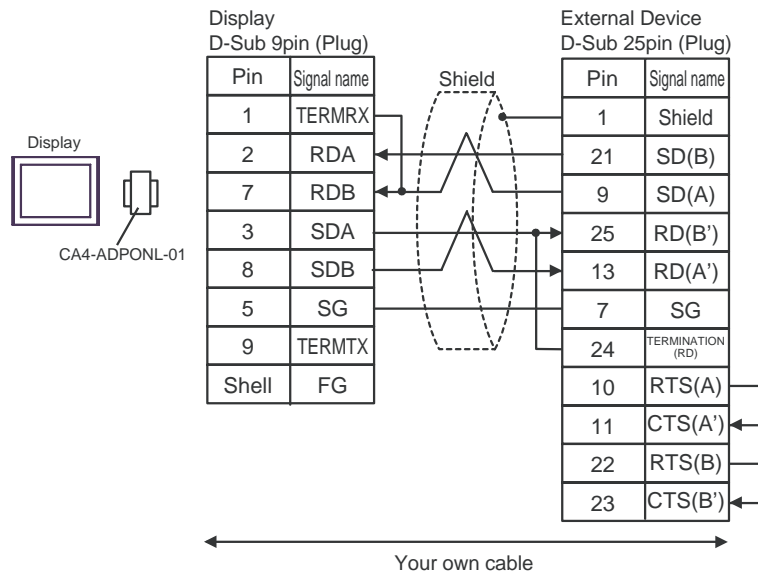 Display
D-Sub 9pin (Plug)
External Device
D-Sub 25pin (Plug)
Pin Signal name
Shield
Pin Signal name
1 TERMRX
1 Shield
Display
2 RDA
21 SD(B)
7 RDB
9 SD(A)
3 SDA
25 RD(B')
CA4-ADPONL-01
8 SDB
13 RD(A')
5 SG
7 SG
9 TERMTX
24 TERMINATION
(RD)
Shell FG
10 RTS(A)
11 CTS(A')
22 RTS(B)
23 CTS(B')
Your own cable